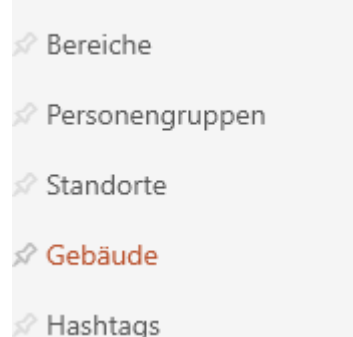 Bereiche
Personengruppen
Standorte
Gebäude
Hashtags